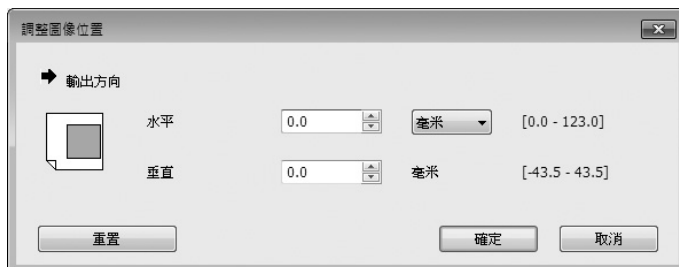 調整圖像位置
輸出方向
水平 0.0 毫米 [0.0 - 123.0]
垂直 0.0 毫米 [-43.5 - 43.5]
重置 確定 取消